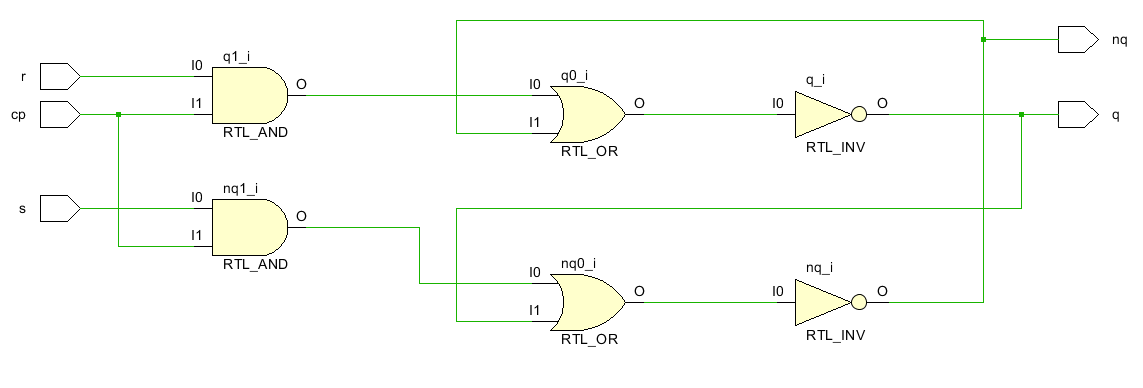 r
cp
s
I0
I1
q1_i
O
RTL_AND
I0
I1
nq1_i
O
RTL_AND
I0
I1
q0_i
O
RTL_OR
I0
q_i
O
RTL_INV
I0
I1
nq0_i
O
RTL_OR
I0
nq_i
O
RTL_INV
nq
q